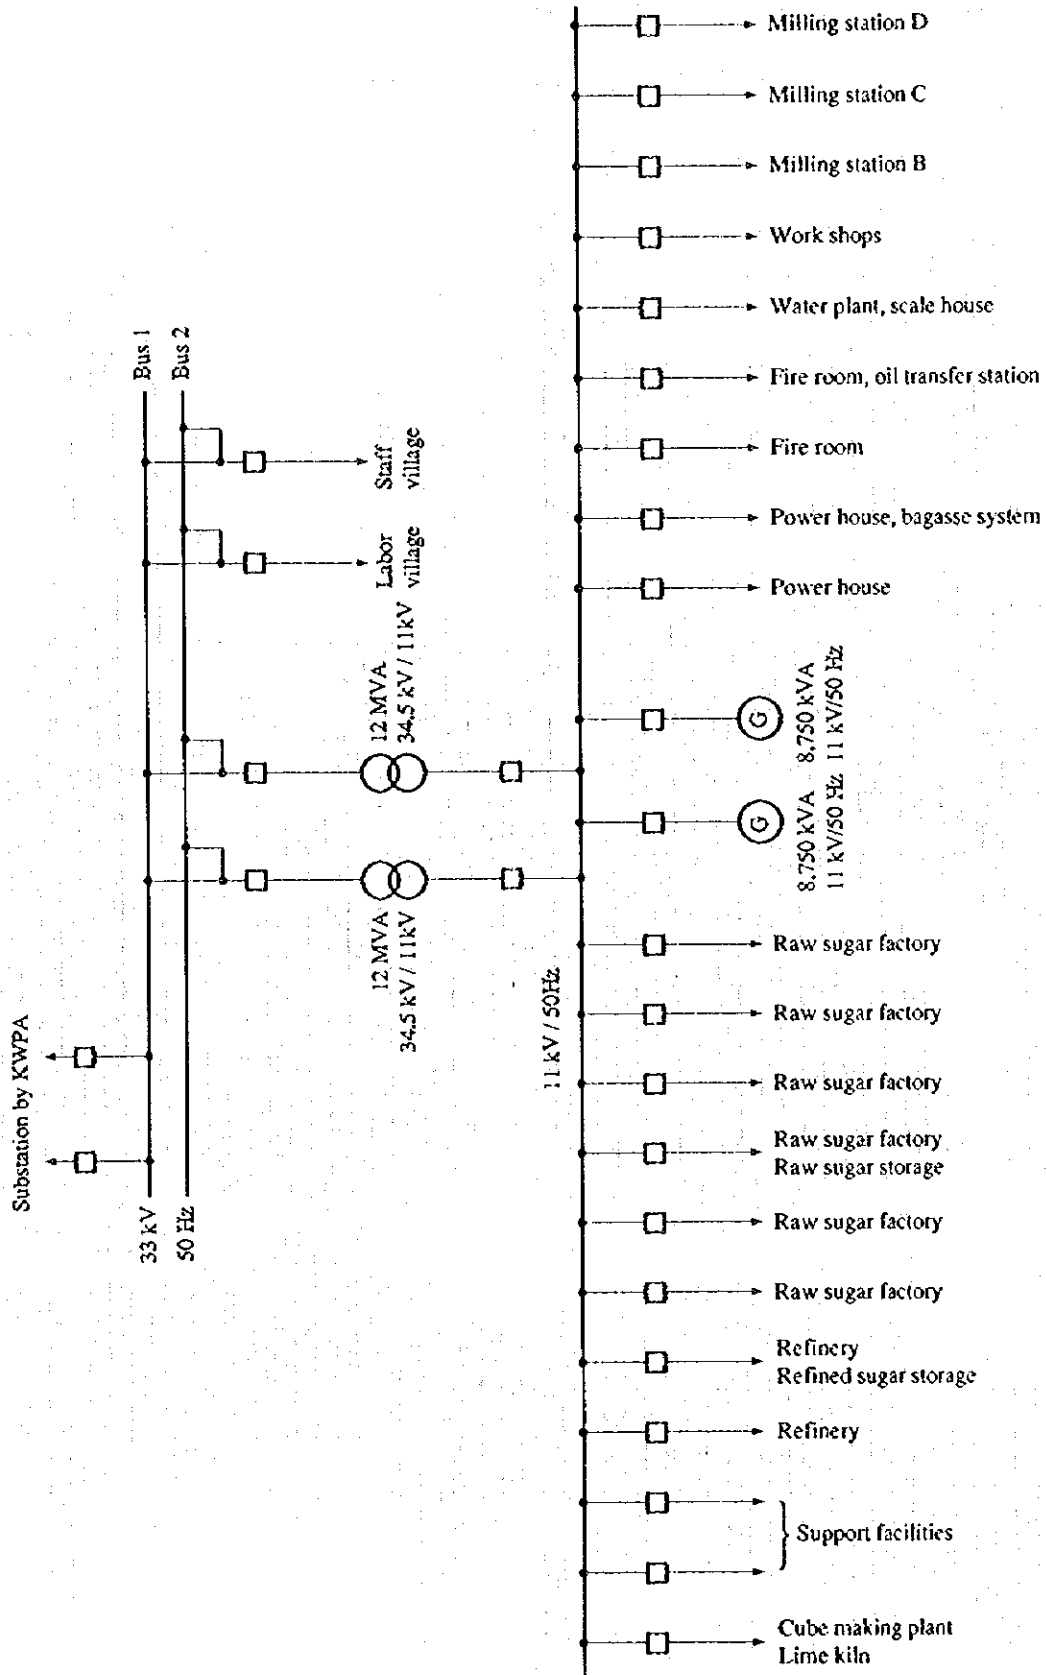 Milling station D
Milling station C
Milling station B
Work shops
Water plant, scale house
Fire room, oil transfer station
Fire room
Power house, bagasse system
Power house
Bus 1
Bus 2
Staff
village
Labor
village
12 MVA
34.5 kV / 11kV
G
8.750 kVA
11 kV/50 Hz
G
8.750 kVA
11 kV/50 Hz
12 MVA
34.5 kV / 11kV
11 kV / 50Hz
Substation by KWPA
33 kV
50 Hz
Raw sugar factory
Raw sugar factory
Raw sugar factory
Raw sugar factory
Raw sugar storage
Raw sugar factory
Raw sugar factory
Refinery
Refined sugar storage
Refinery
Support facilities
Cube making plant
Lime kiln